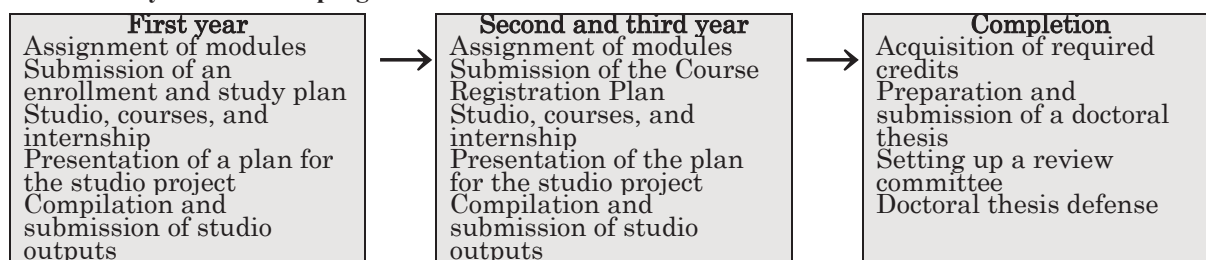 First year
Assignment of modules
Submission of an
enrollment and study plan
Studio, courses, and
internship
Presentation of a plan for
the studio project
Compilation and
submission of studio
outputs
Second and third year
Assignment of modules
Submission of the Course
Registration Plan
Studio, courses, and
internship
Presentation of the plan
for the studio project
Compilation and
submission of studio
outputs
Completion
Acquisition of required
credits
Preparation and
submission of a doctoral
thesis
Setting up a review
committee
Doctoral thesis defense